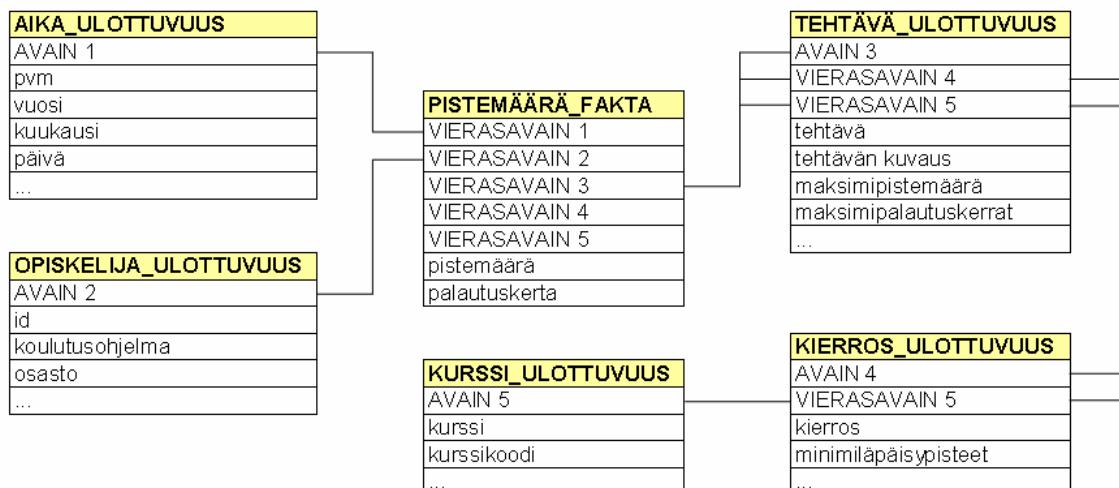 AIKA_ULOTTUVUUS
AVAIN 1
pvm
vuosi
kuukausi
päivä
...
OPISKELIJA_ULOTTUVUUS
AVAIN 2
id
koulutusohjelma
osasto
...
PISTEMÄÄRÄ_FAKTA
VIERASAVAIN 1
VIERASAVAIN 2
VIERASAVAIN 3
VIERASAVAIN 4
VIERASAVAIN 5
pistemäärä
palautuskerta
KURSSI_ULOTTUVUUS
AVAIN 5
kurssi
kurssikoodi
...
TEHTÄVÄ_ULOTTUVUUS
AVAIN 3
VIERASAVAIN 4
VIERASAVAIN 5
tehtävä
tehtävän kuvaus
maksimipistemäärä
maksimipalautuskerrat
...
KIERROS_ULOTTUVUUS
AVAIN 4
VIERASAVAIN 5
kierros
minimiläpäisypisteet
...